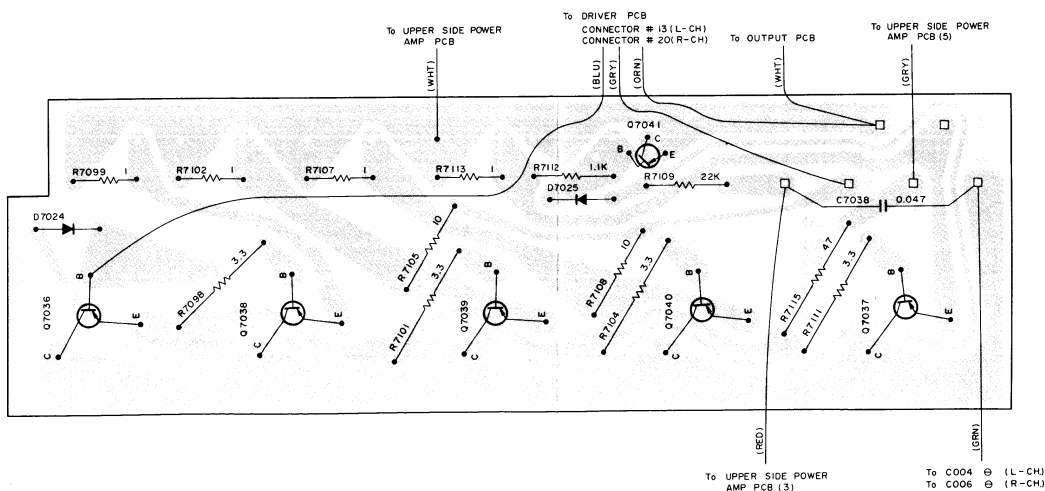 To UPPER SIDE POWER
AMP PCB
(WHT)
To DRIVER PCB
CONNECTOR # 13 (L-CH)
CONNECTOR # 20 (R-CH)
(BLU)
(GRY)
(ORN)
To OUTPUT PCB
(WHT)
To UPPER SIDE POWER
AMP PCB (5)
(GRY)
Q7041
C
B
E
R7099 1
R7102 1
R7107 1
R7113 1
R7112 1.1K
R7109 22K
D7025
C7038 0.047
D7024
R7098 3.3
R7105 10
R7101 3.3
R7108 10
R7104 3.3
R7115 47
R7111 3.3
Q7036
B
E
C
Q7038
B
E
C
Q7039
B
E
C
Q7040
B
E
C
Q7037
B
E
C
(RED)
To UPPER SIDE POWER
AMP PCB (3)
(GRN)
To C004 ⊖ (L-CH)
To C006 ⊖ (R-CH)